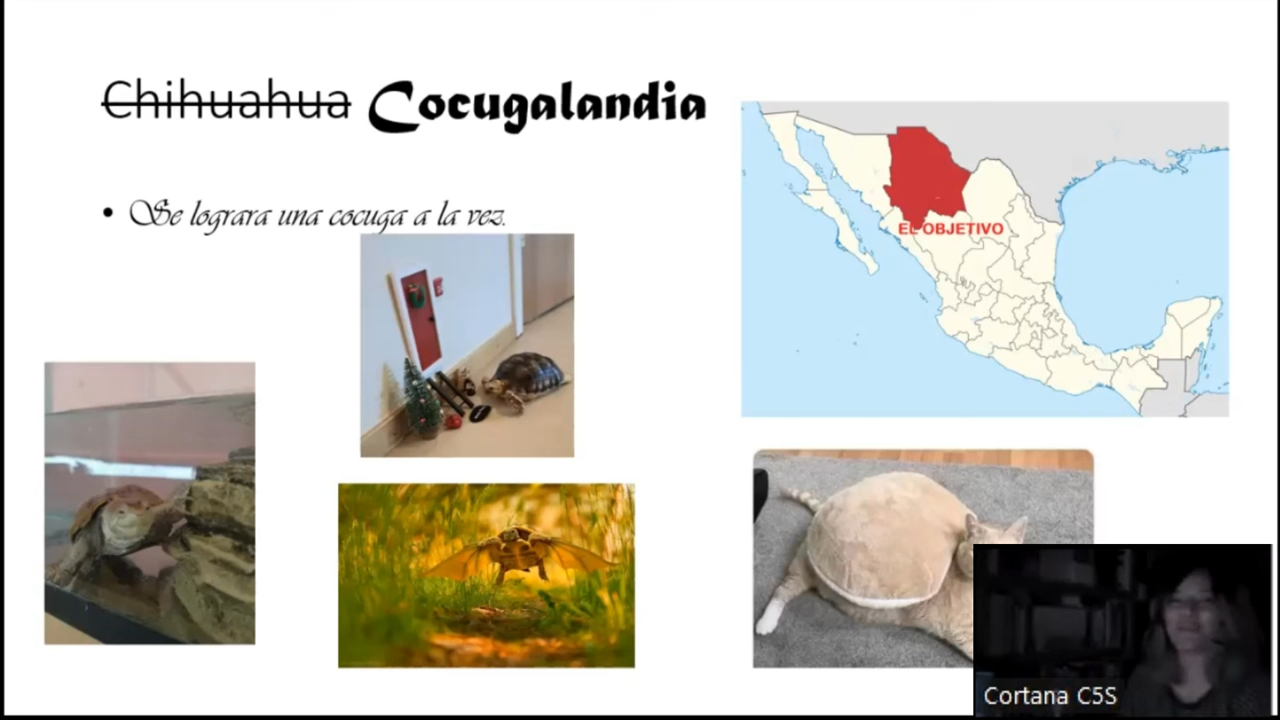 Chihuahua Cocugalandia
• Se lograra una cocuga a la vez.
EL OBJETIVO
Cortana C5S